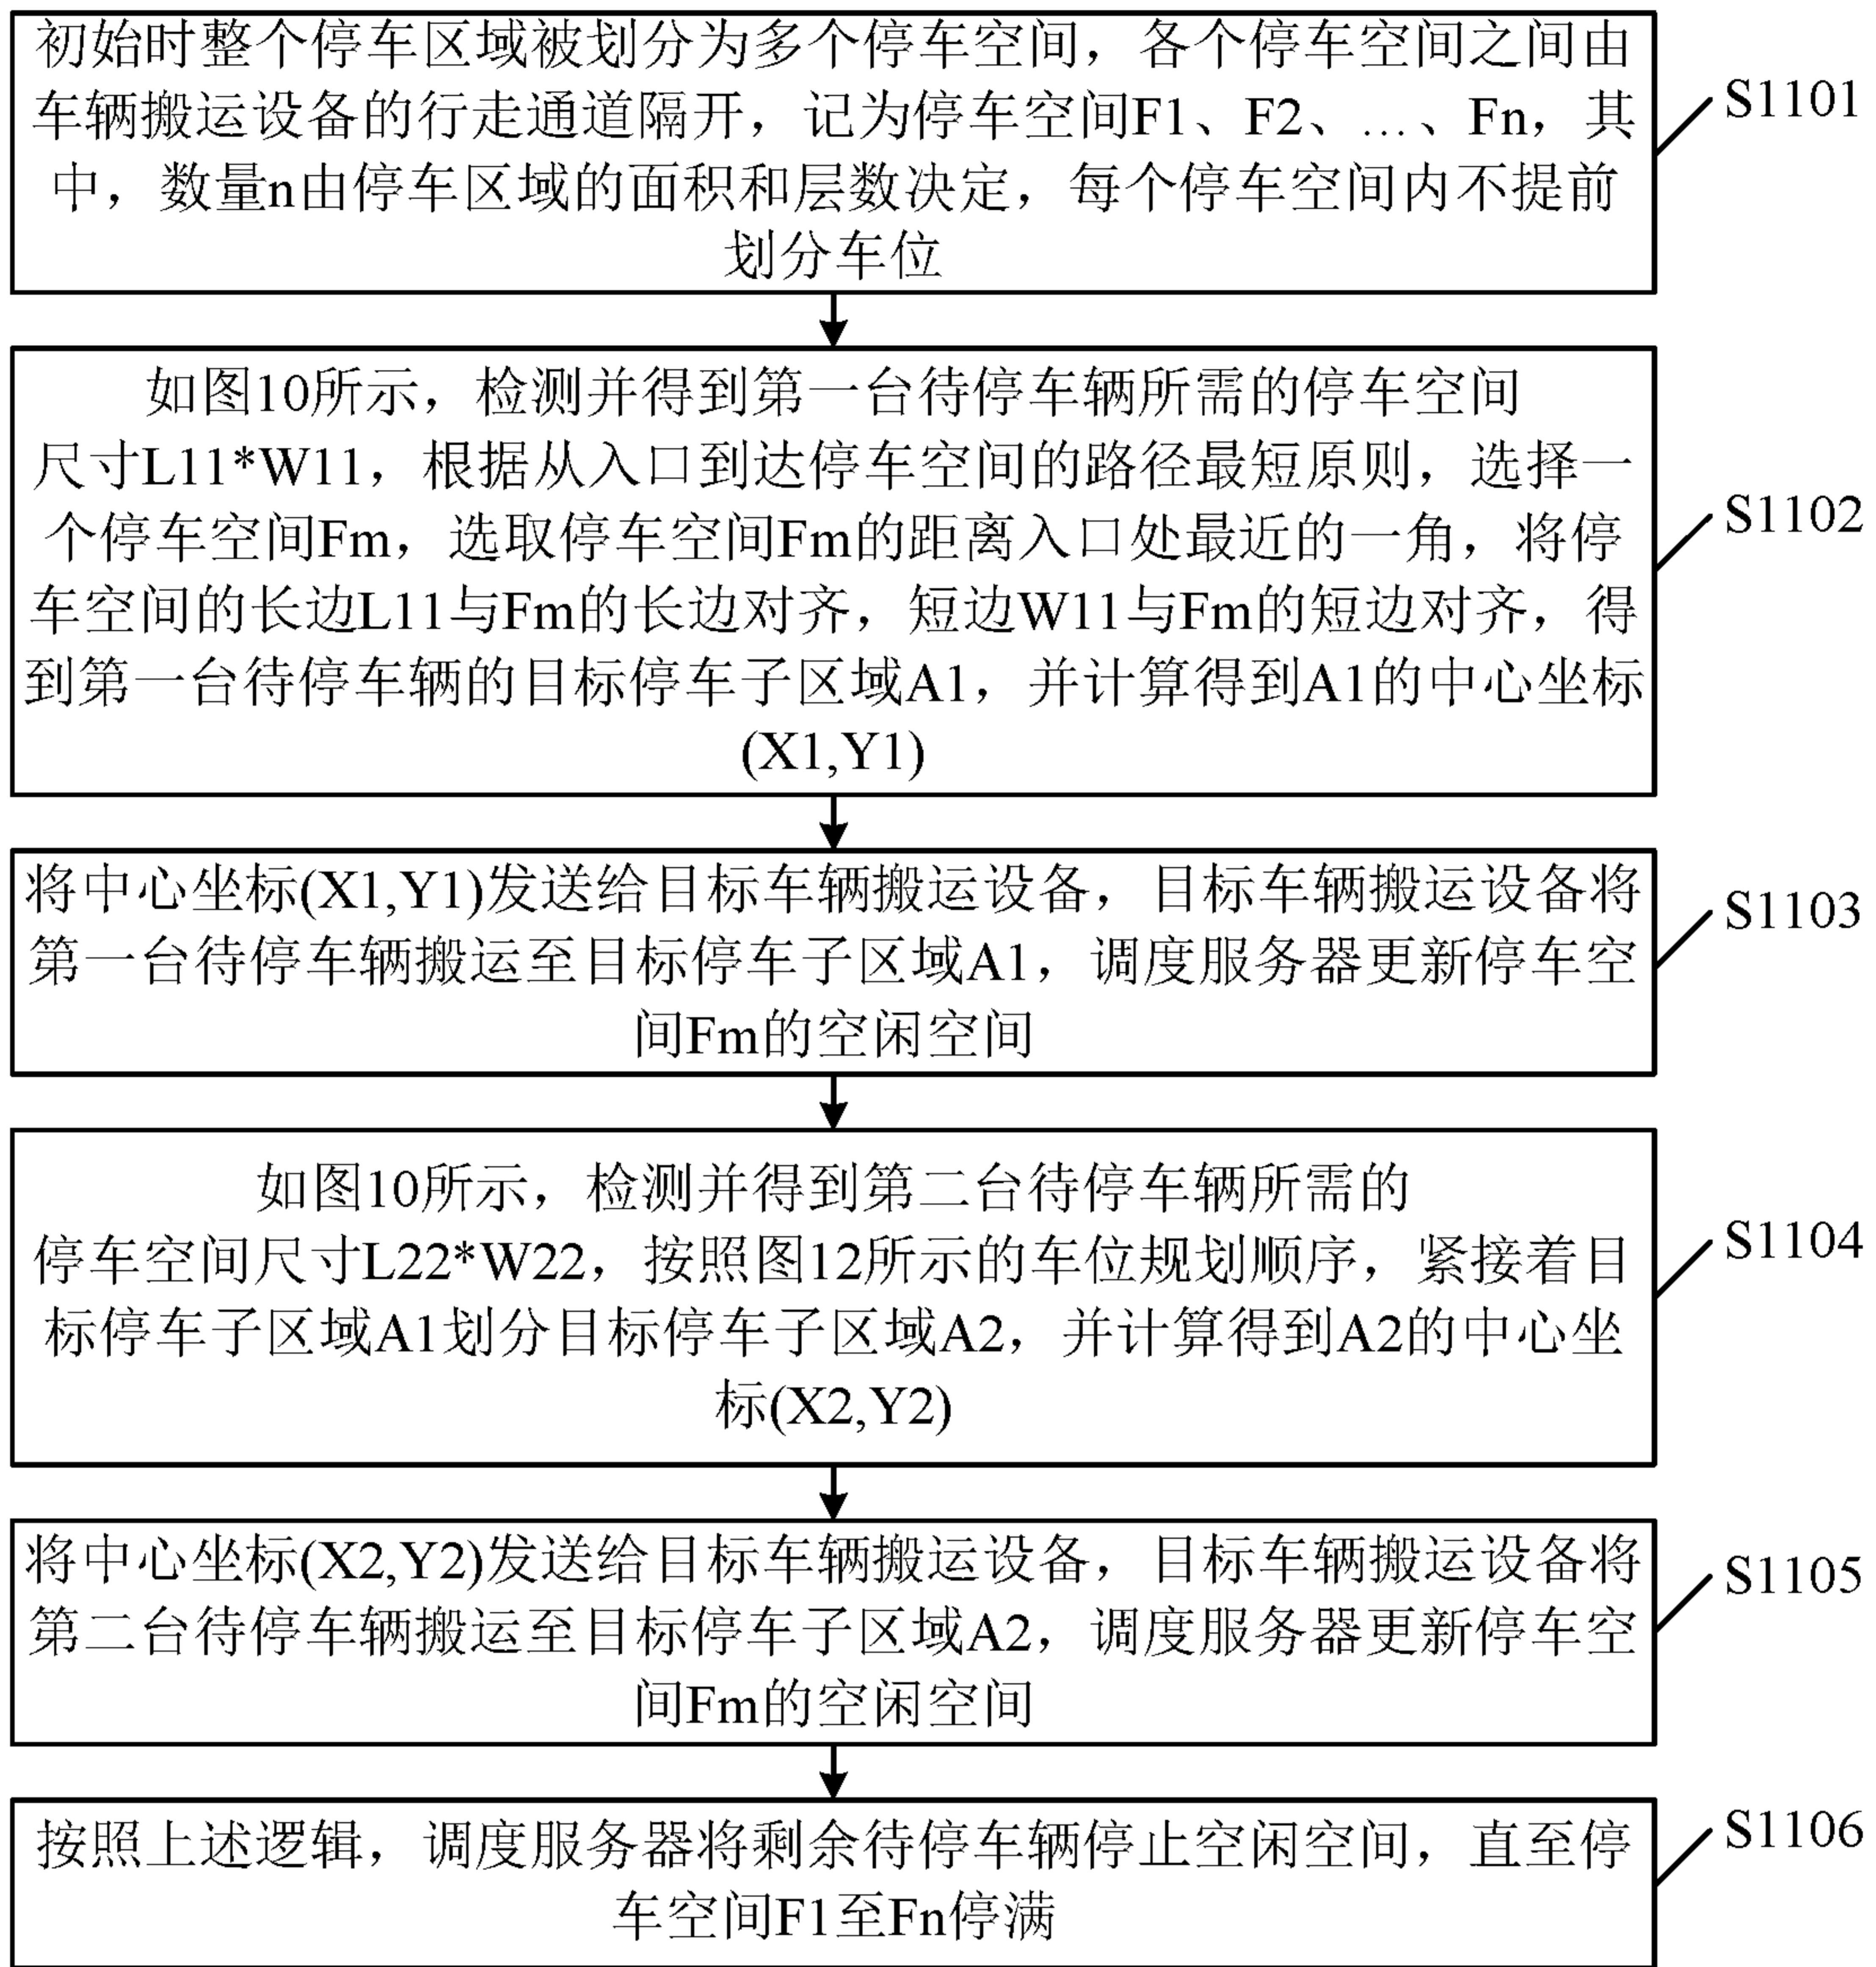 初始时整个停车区域被划分为多个停车空间，各个停车空间之间由
车辆搬运设备的行走通道隔开，记为停车空间F1、F2、…、Fn，其
中，数量n由停车区域的面积和层数决定，每个停车空间内不提前
划分车位
S1101
如图10所示，检测并得到第一台待停车辆所需的停车空间
尺寸L11*W11，根据从入口到达停车空间的路径最短原则，选择一
个停车空间Fm，选取停车空间Fm的距离入口处最近的一角，将停
车空间的长边L11与Fm的长边对齐，短边W11与Fm的短边对齐，得
到第一台待停车辆的目标停车子区域A1，并计算得到A1的中心坐标
(X1,Y1)
S1102
将中心坐标(X1,Y1)发送给目标车辆搬运设备，目标车辆搬运设备将
第一台待停车辆搬运至目标停车子区域A1，调度服务器更新停车空
间Fm的空闲空间
S1103
如图10所示，检测并得到第二台待停车辆所需的
停车空间尺寸L22*W22，按照图12所示的车位规划顺序，紧接着目
标停车子区域A1划分目标停车子区域A2，并计算得到A2的中心坐
标(X2,Y2)
S1104
将中心坐标(X2,Y2)发送给目标车辆搬运设备，目标车辆搬运设备将
第二台待停车辆搬运至目标停车子区域A2，调度服务器更新停车空
间Fm的空闲空间
S1105
按照上述逻辑，调度服务器将剩余待停车辆停止空闲空间，直至停
车空间F1至Fn停满
S1106